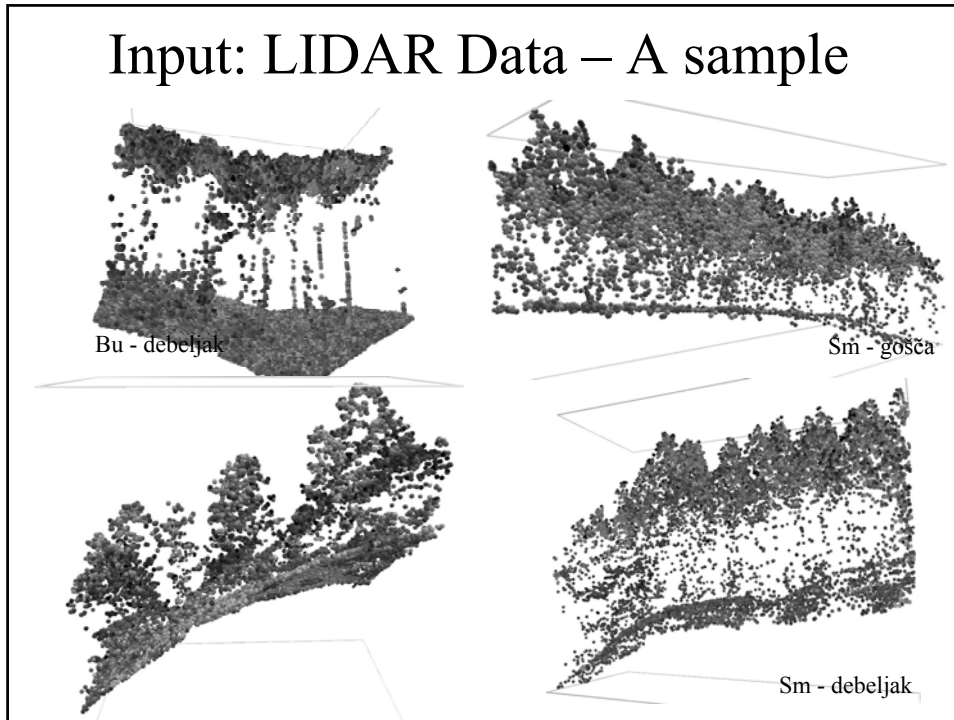 Input: LIDAR Data – A sample
Bu - debeljak
Sm - gošča
Sm - debeljak